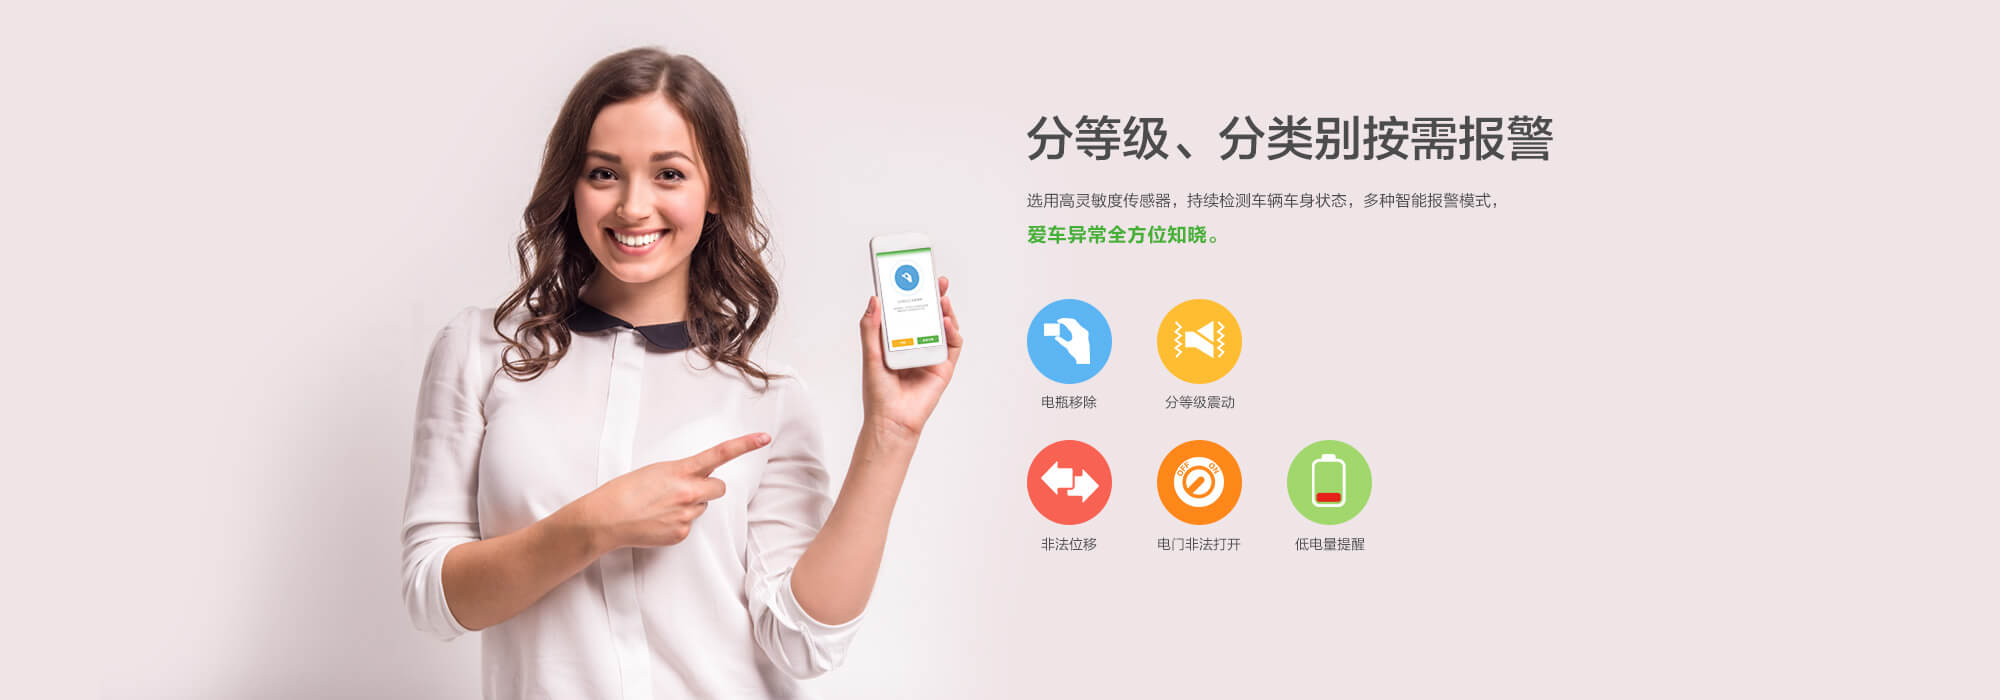 分等级、分类别按需报警
选用高灵敏度传感器，持续检测车辆车身状态，多种智能报警模式，
爱车异常全方位知晓。
电瓶移除
分等级震动
OFF
ON
非法位移
电门非法打开
低电量提醒